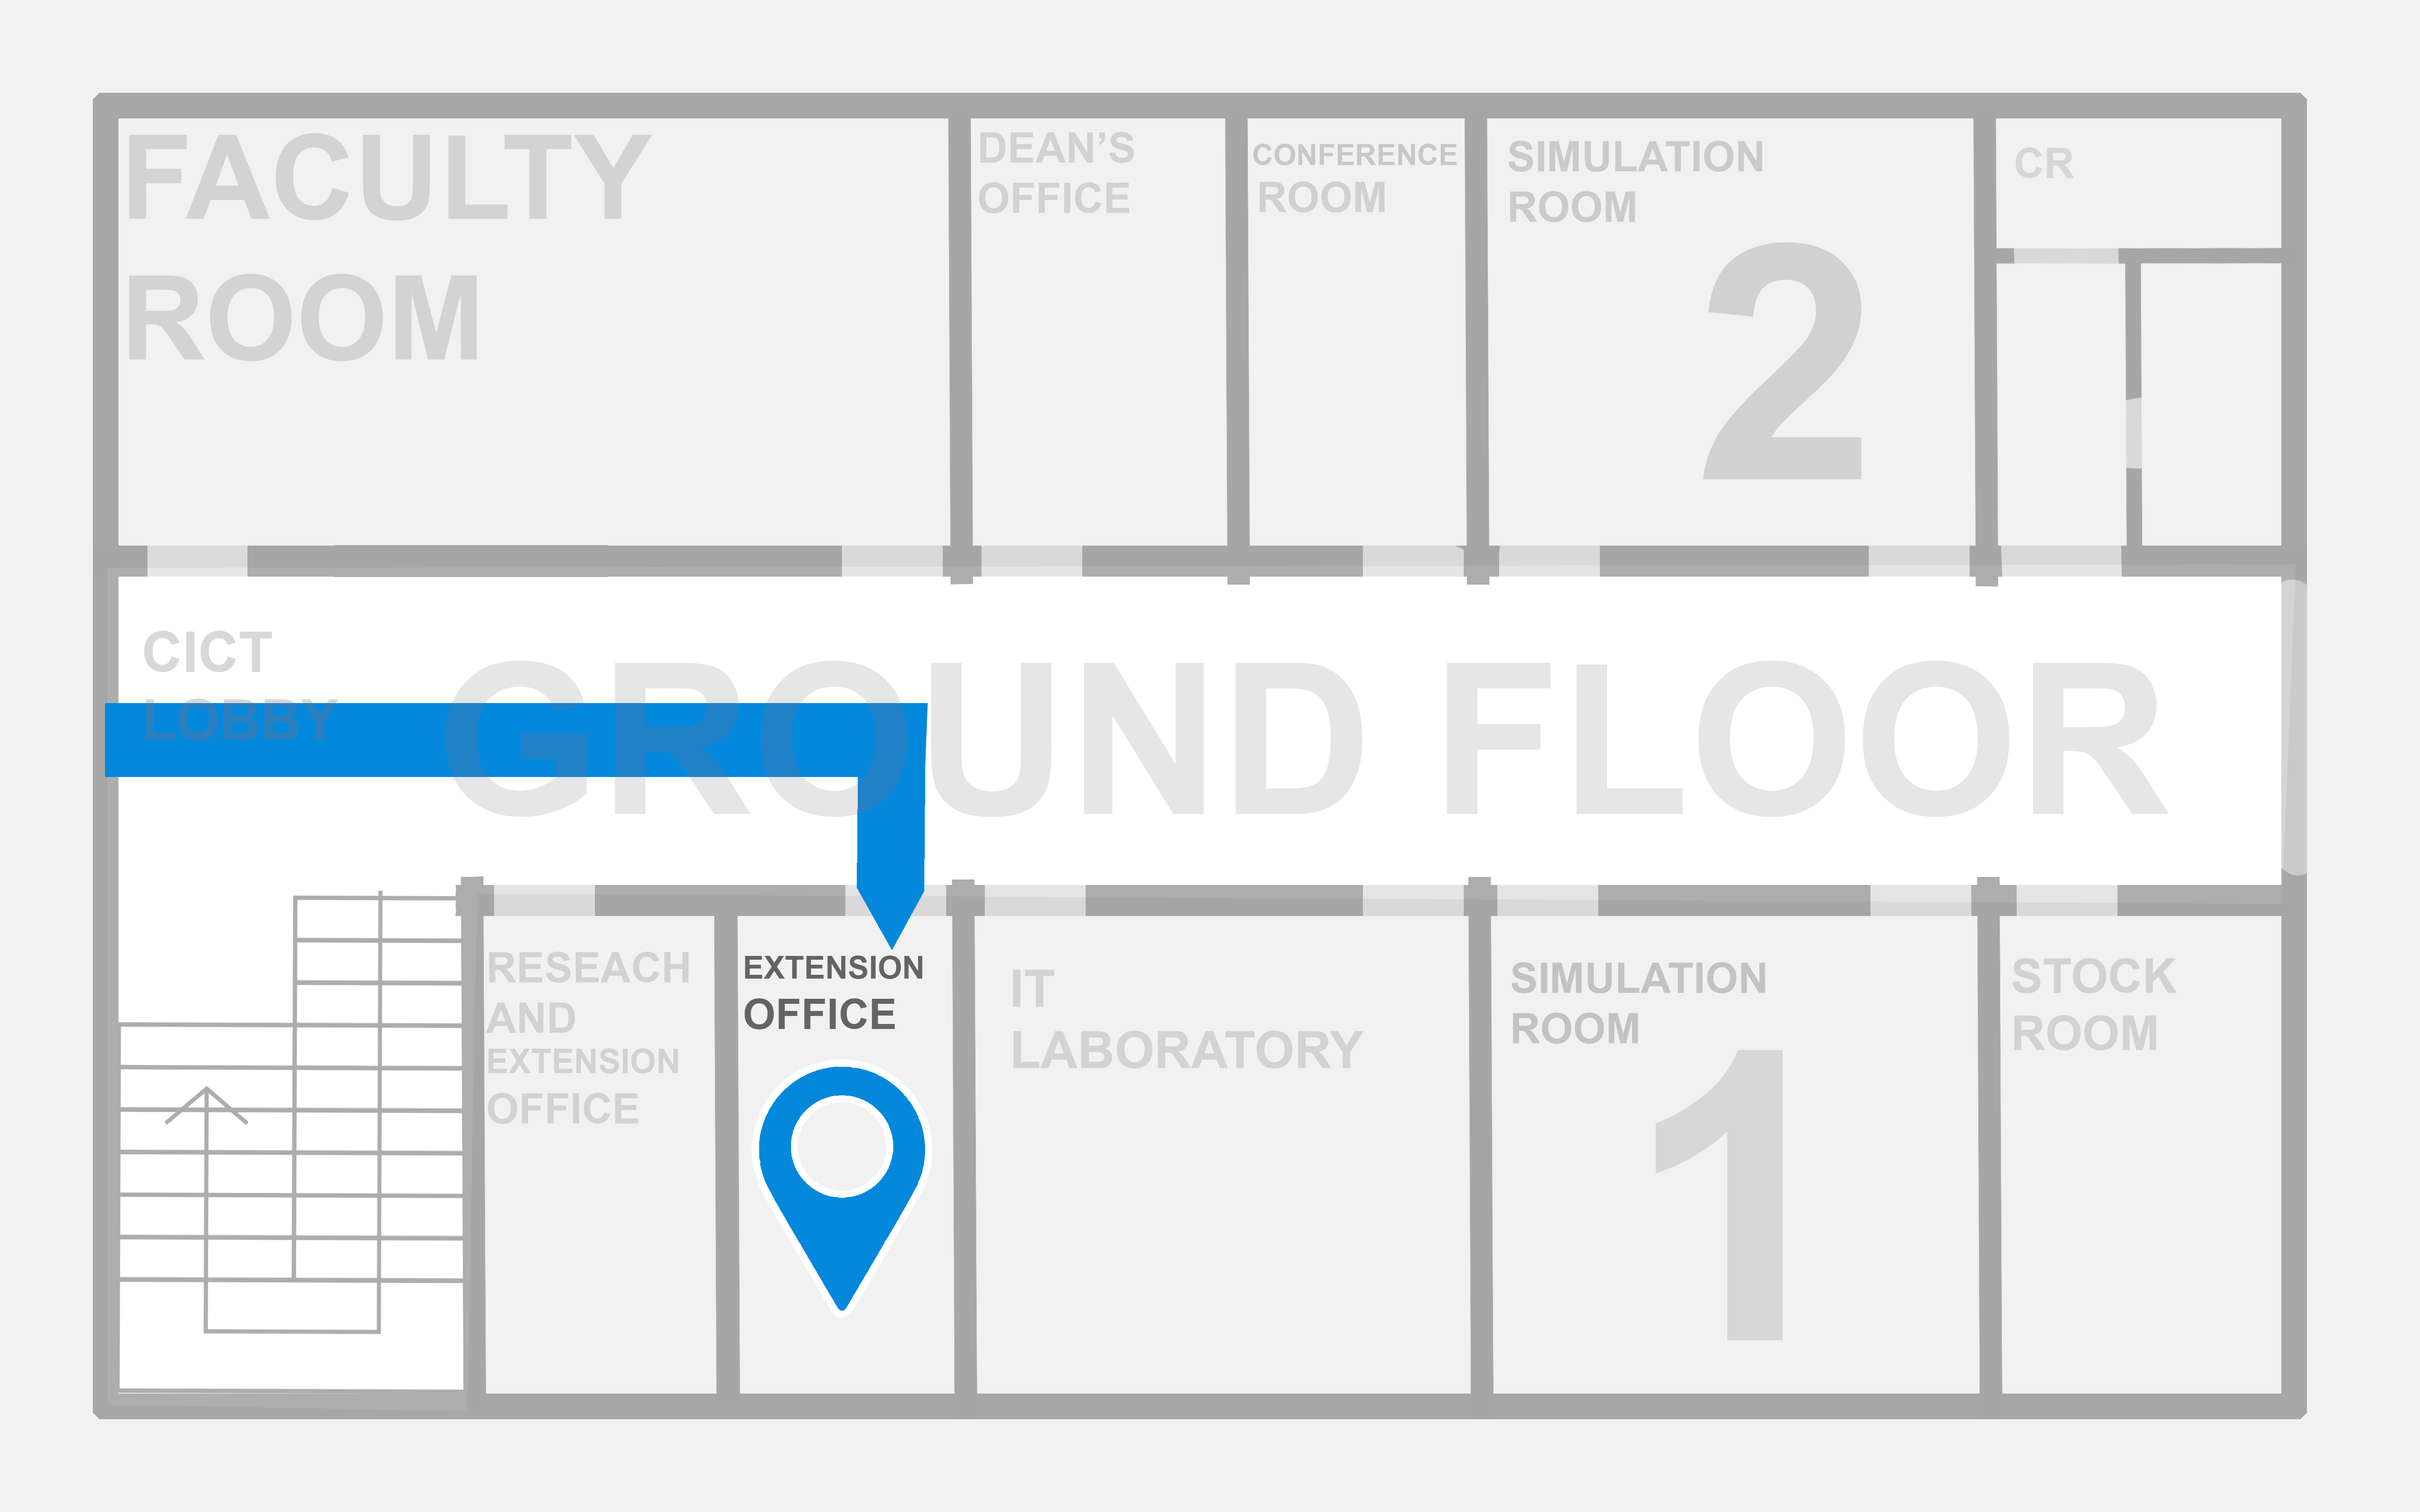 FACULTY
ROOM
DEAN'S
OFFICE
CONFERENCE
ROOM
SIMULATION
ROOM
2
CR
CICT
LOBBY
GROUND FLOOR
RESEACH
AND
EXTENSION
OFFICE
EXTENSION
OFFICE
IT
LABORATORY
SIMULATION
ROOM
1
STOCK
ROOM